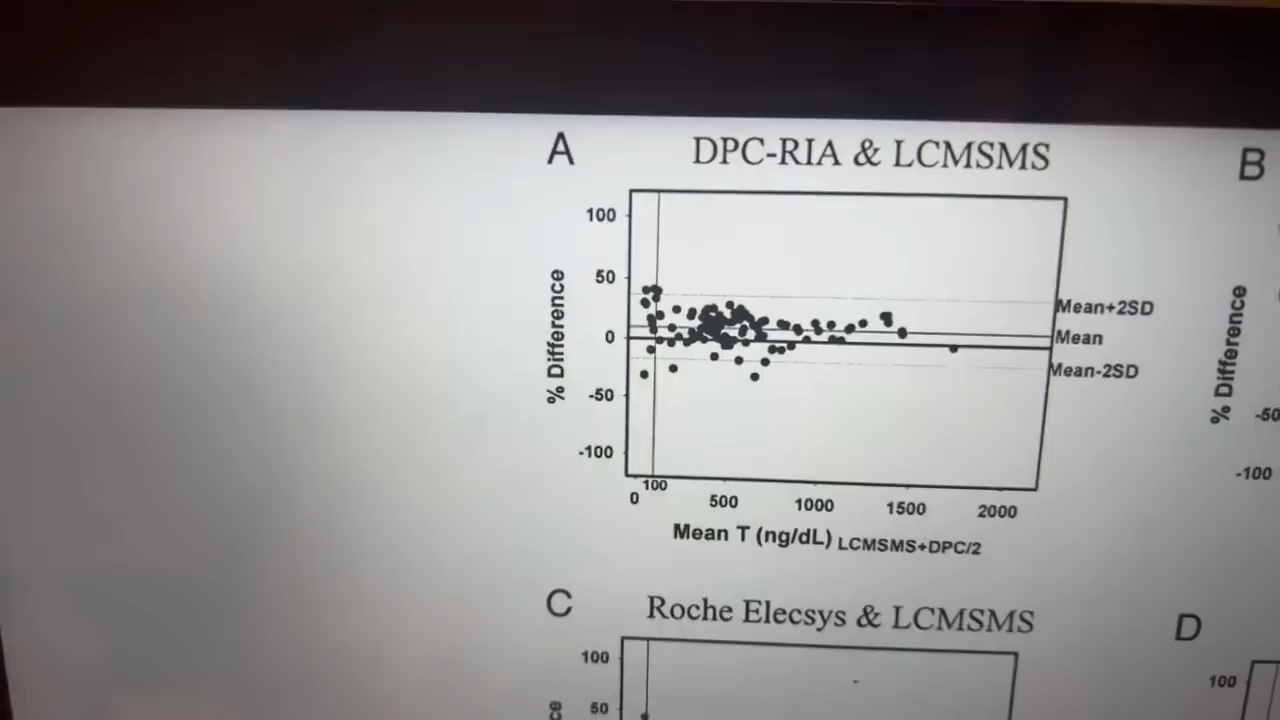 A
DPC-RIA & LCMSMS
B
100
50
0
-50
-100
% Difference
Mean+2SD
Mean
Mean-2SD
0
100
500
1000
1500
2000
Mean T (ng/dL) LCMSMS+DPC/2
% Difference
-50
-100
C
Roche Elecsys & LCMSMS
D
100
50
100